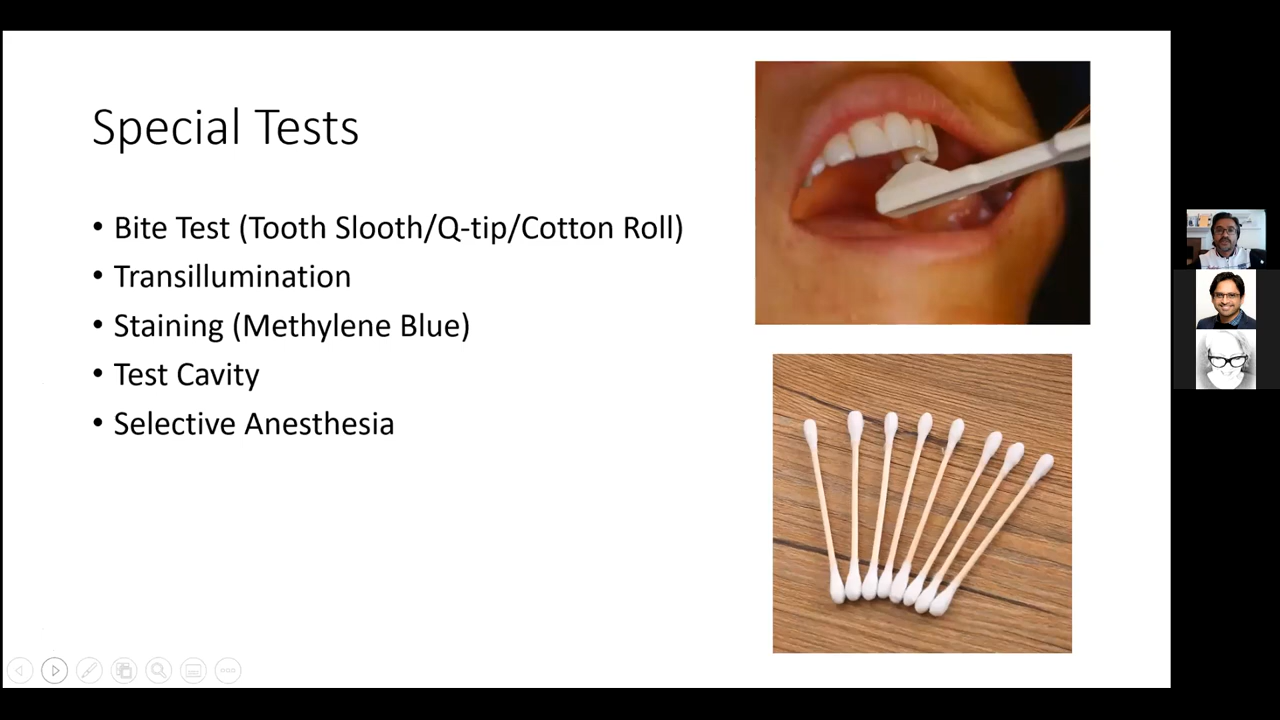 Special Tests
• Bite Test (Tooth Slooth/Q-tip/Cotton Roll)
• Transillumination
• Staining (Methylene Blue)
• Test Cavity
• Selective Anesthesia